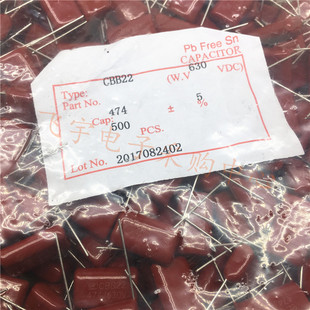 Pb Free Sn
CAPACITOR
Type: CBB22 (W.V 630 VDC)
Part No.
Cap: 474 ± 5 %
500 PCS.
Lot No. 2017082402